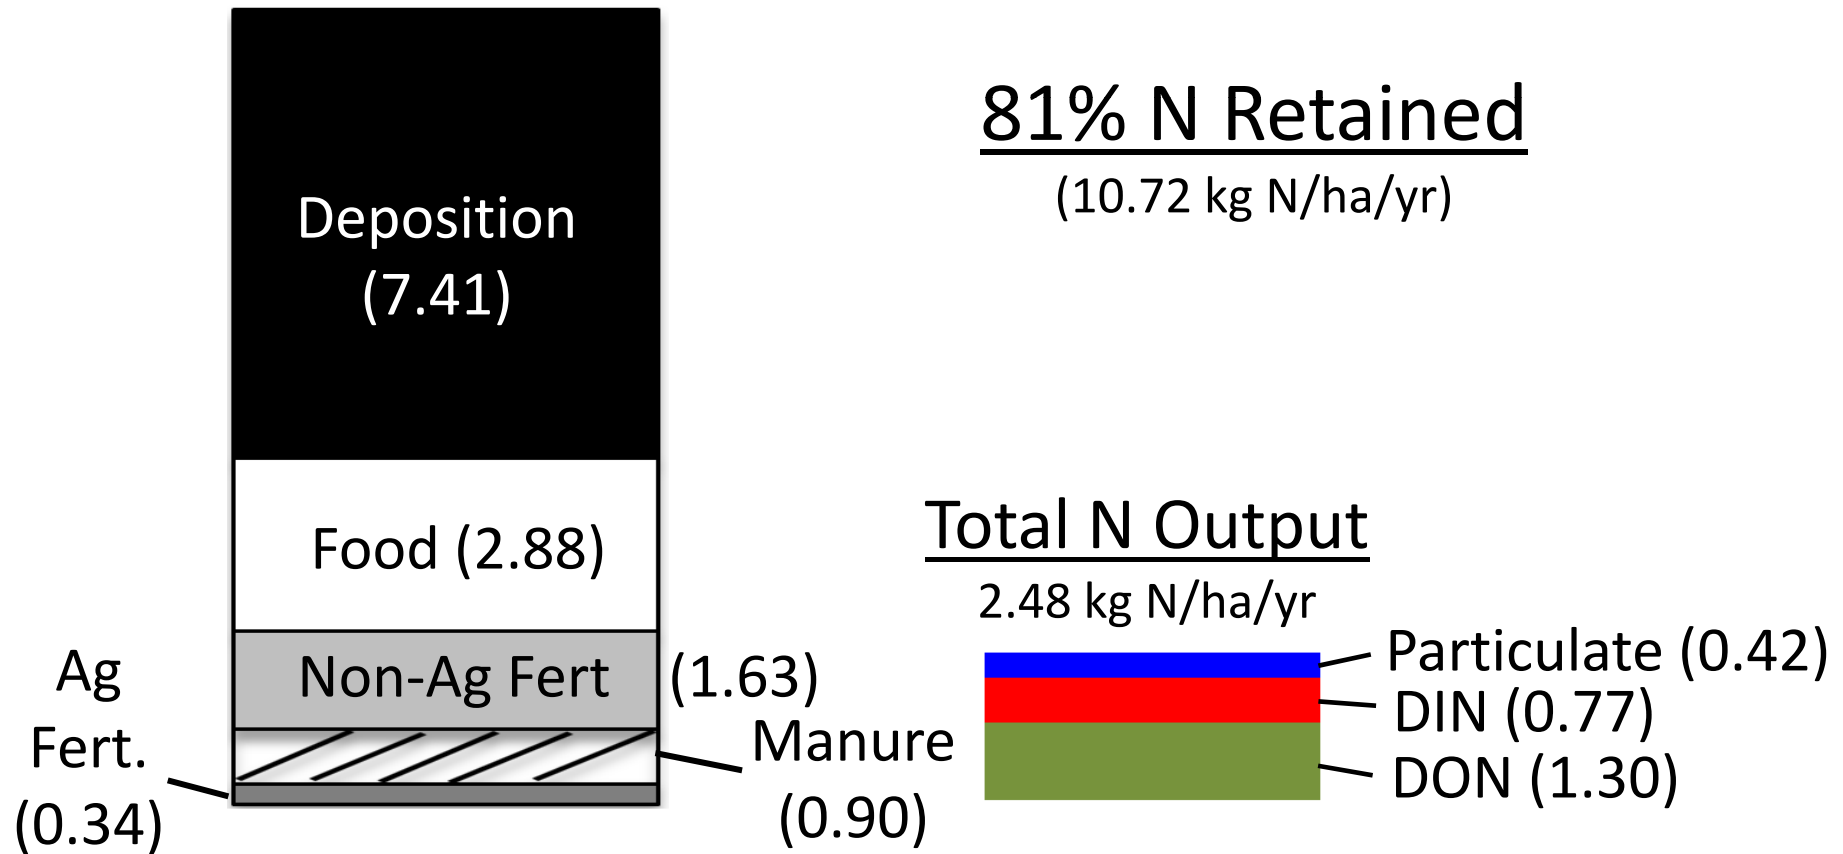 Deposition
(7.41)
Food (2.88)
Non-Ag Fert
(1.63)
Manure
(0.90)
Ag
Fert.
(0.34)
81% N Retained
(10.72 kg N/ha/yr)
Total N Output
2.48 kg N/ha/yr
Particulate (0.42)
DIN (0.77)
DON (1.30)